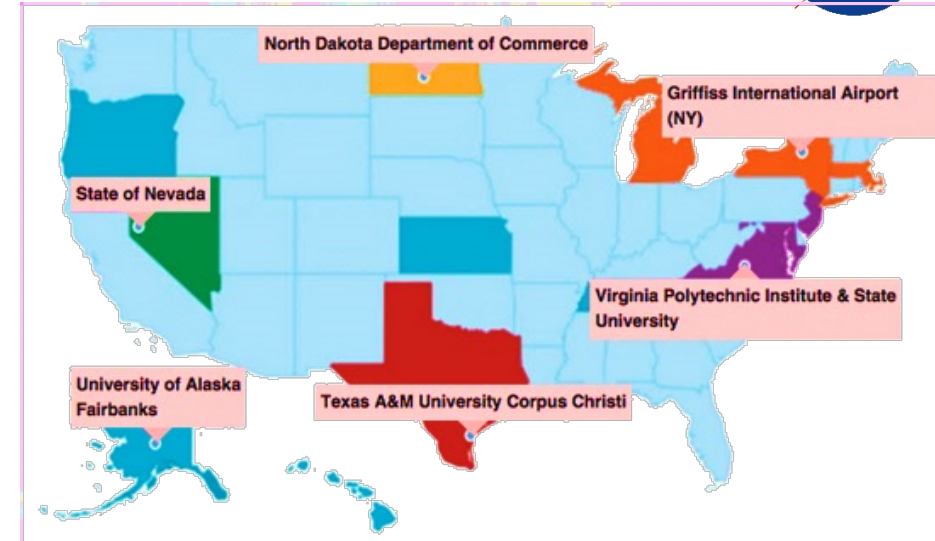 North Dakota Department of Commerce
Griffiss International Airport
(NY)
State of Nevada
Virginia Polytechnic Institute & State
University
University of Alaska
Fairbanks
Texas A&M University Corpus Christi